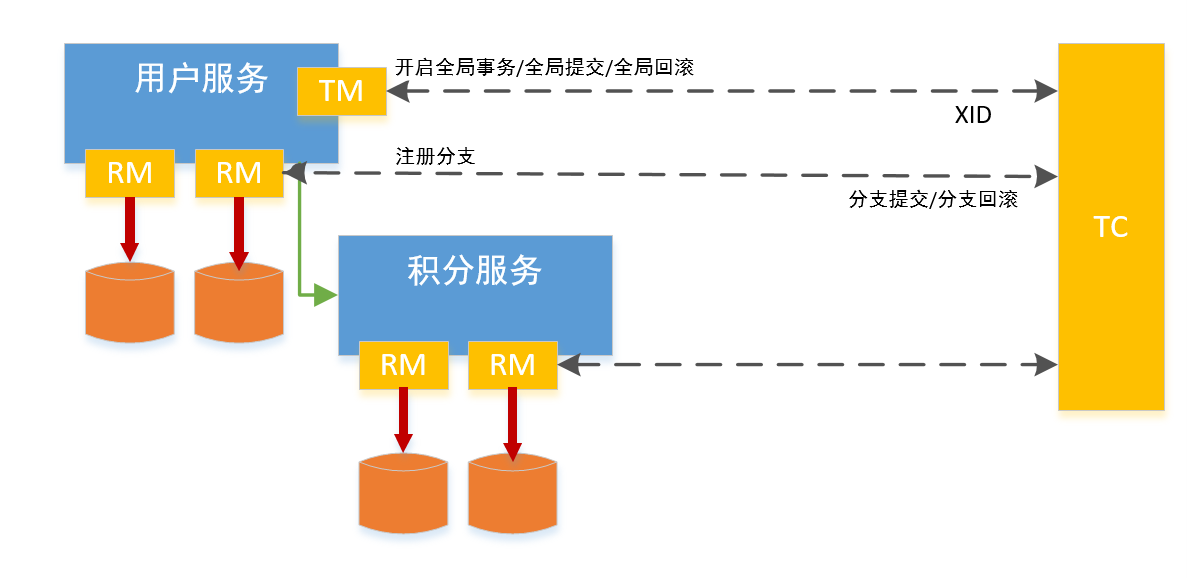 用户服务
TM
开启全局事务/全局提交/全局回滚
XID
RM
RM
注册分支
分支提交/分支回滚
TC
积分服务
RM
RM